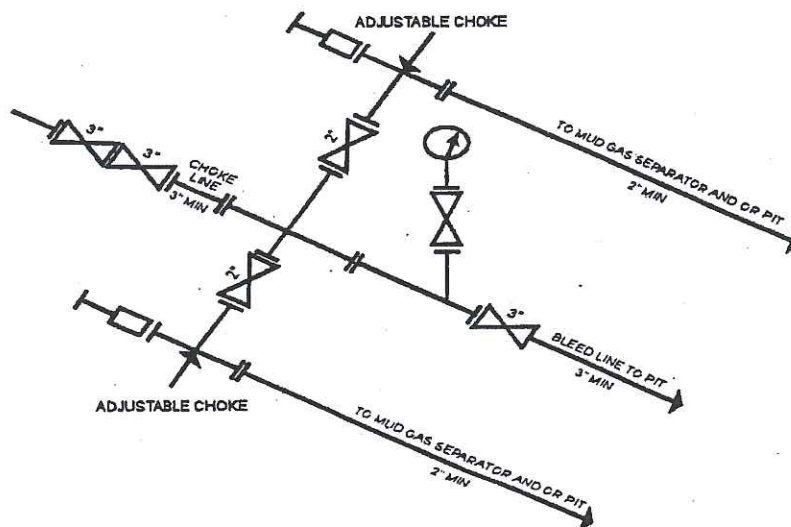 ADJUSTABLE CHOKE
3"
3"
CHOKE
LINE
3" MIN
2"
TO MUD GAS SEPARATOR AND OR PIT
2" MIN
2"
3"
BLEED LINE TO PIT
3" MIN
ADJUSTABLE CHOKE
TO MUD GAS SEPARATOR AND OR PIT
2" MIN